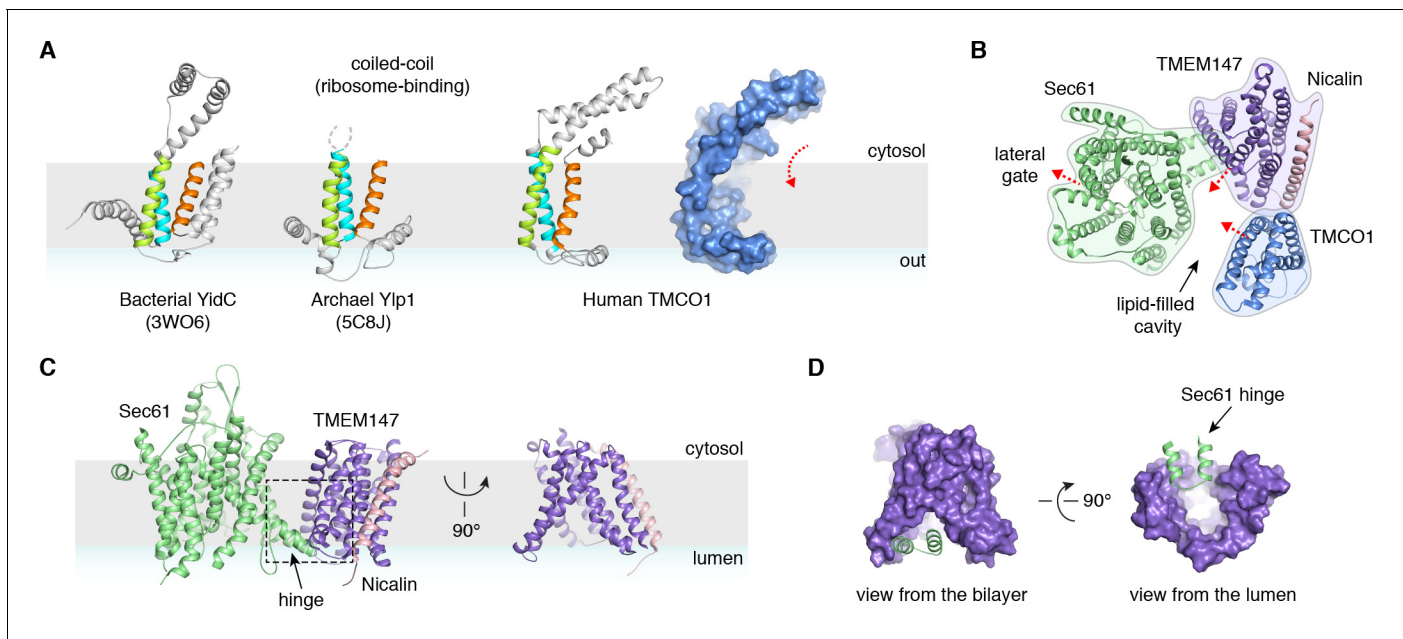 A
coiled-coil
(ribosome-binding)
cytosol
out
Bacterial YidC
(3WO6)
Archael Ylp1
(5C8J)
Human TMCO1
B
TMEM147
Nicalin
Sec61
lateral
gate
TMCO1
lipid-filled
cavity
C
Sec61
TMEM147
cytosol
90°
lumen
Nicalin
hinge
D
Sec61 hinge
90°
view from the bilayer
view from the lumen